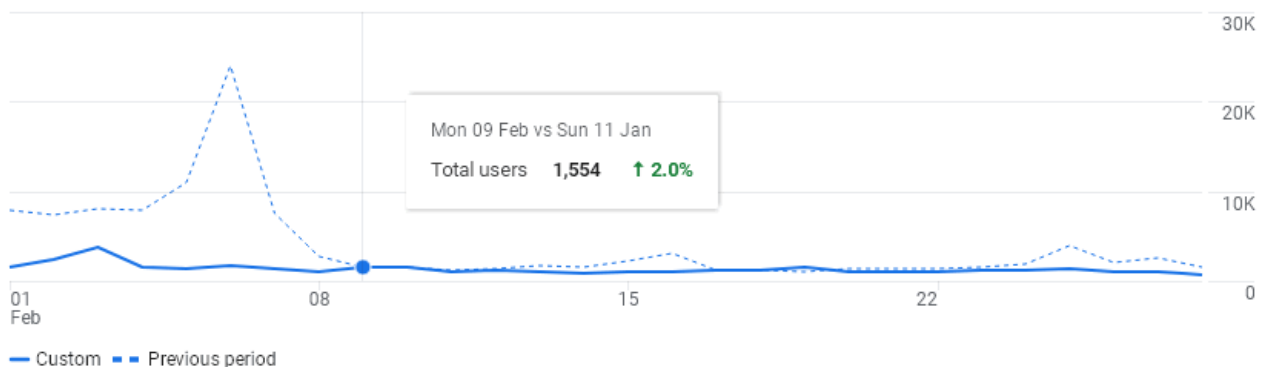 30K
20K
Mon 09 Feb vs Sun 11 Jan
Total users 1,554 ↑ 2.0%
10K
0
01 08 15 22
Feb
Custom Previous period